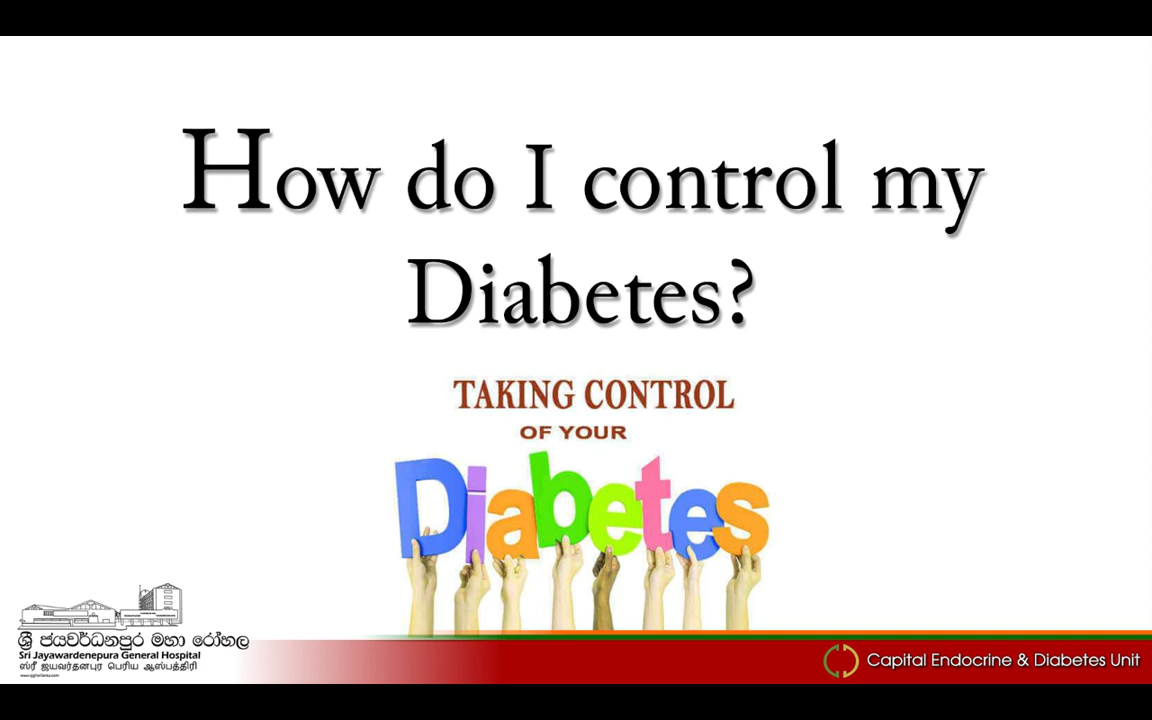 How do I control my
Diabetes?
TAKING CONTROL
OF YOUR
Diabetes
ශ්‍රී ජයවර්ධනපුර මහා රෝහල
Sri Jayawardenepura General Hospital
ஸ்ரீ ஜயவர்தனபுர பெரிய ஆஸ்பத்திரி
Capital Endocrine & Diabetes Unit